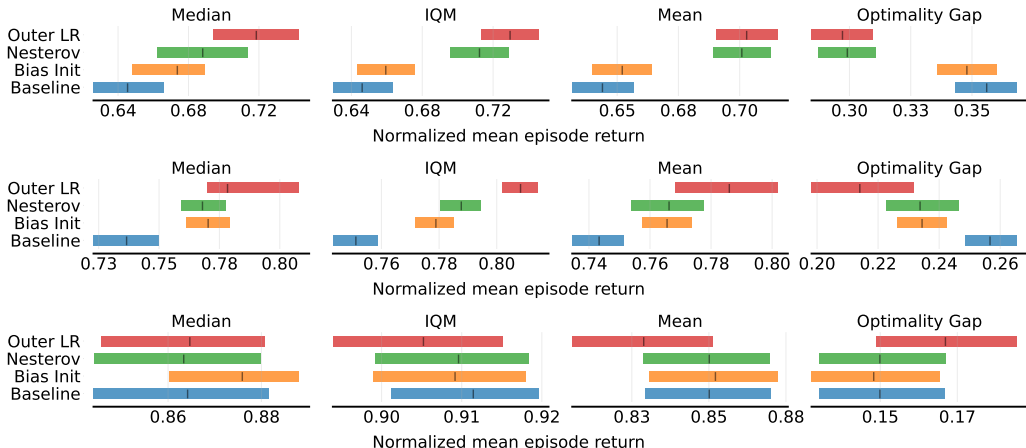 Median IQM Mean Optimality Gap
Outer LR
Nesterov
Bias Init
Baseline
0.64 0.68 0.72 0.64 0.68 0.72 0.65 0.68 0.70 0.30 0.33 0.35
Normalized mean episode return
Median IQM Mean Optimality Gap
Outer LR
Nesterov
Bias Init
Baseline
0.73 0.75 0.78 0.80 0.76 0.78 0.80 0.74 0.76 0.78 0.80 0.20 0.22 0.24 0.26
Normalized mean episode return
Median IQM Mean Optimality Gap
Outer LR
Nesterov
Bias Init
Baseline
0.86 0.88 0.90 0.91 0.92 0.83 0.85 0.88 0.15 0.17
Normalized mean episode return